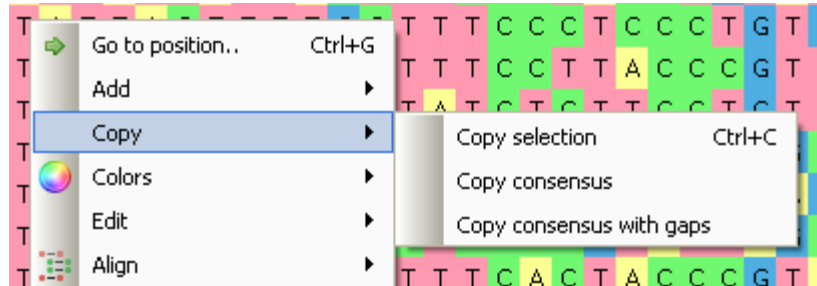 T T T C C C T C C C T G T
Go to position.. Ctrl+G
T T T C C T T A C C C G T
Add
Copy
Copy selection Ctrl+C
Colors
Copy consensus
Edit
Copy consensus with gaps
Align
T T T C A C T A C C C G T